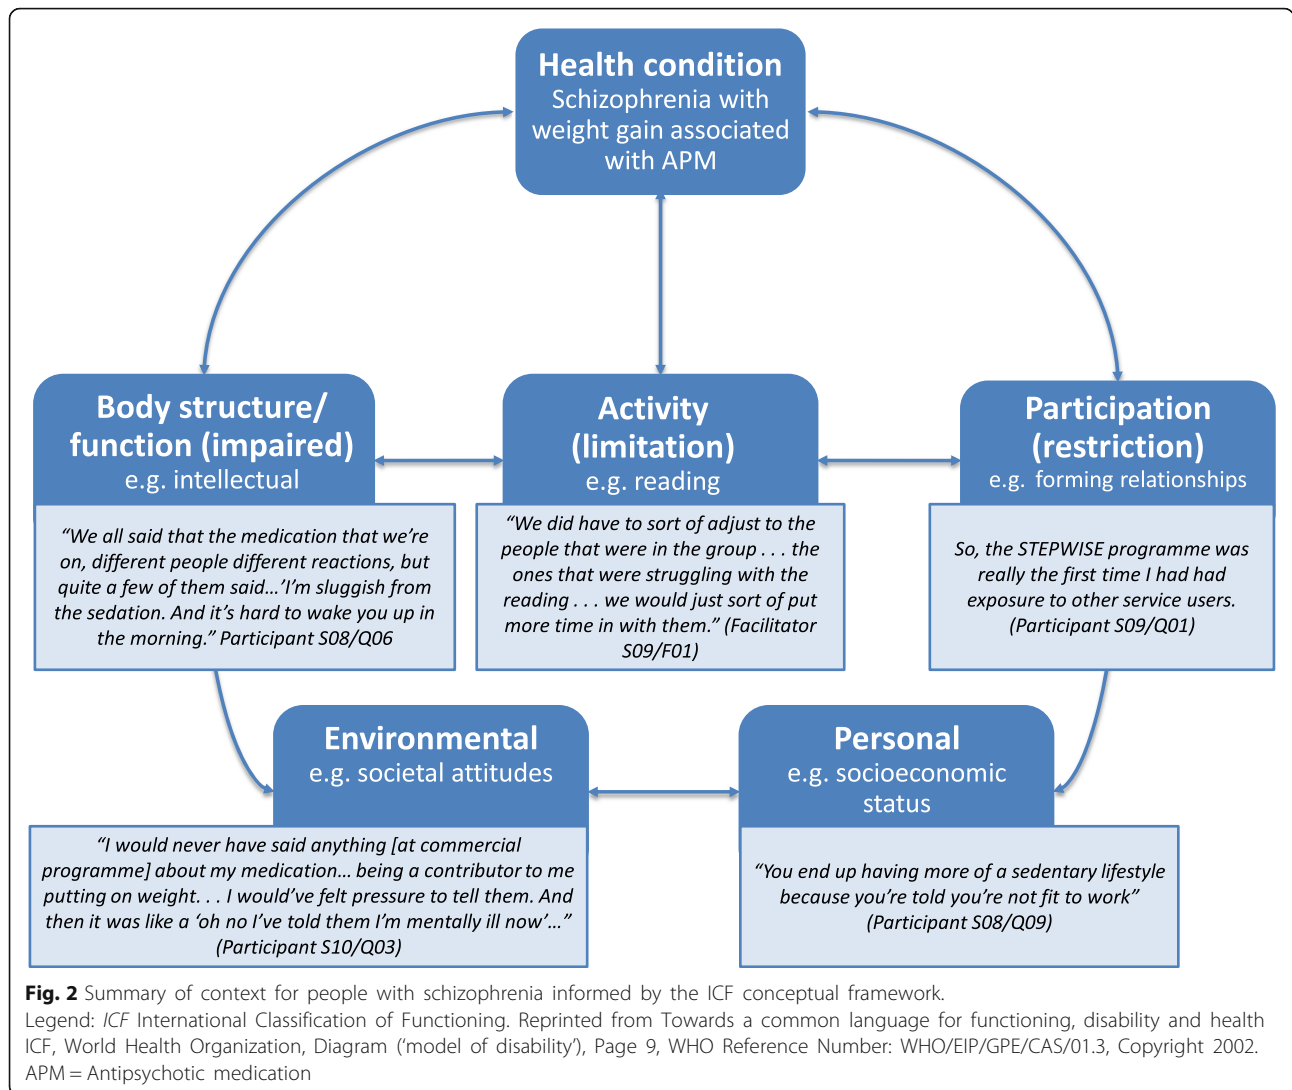 Health condition
Schizophrenia with
weight gain associated
with APM
Body structure/
function (impaired)
e.g. intellectual
“We all said that the medication that we’re
on, different people different reactions, but
quite a few of them said…’I’m sluggish from
the sedation. And it’s hard to wake you up in
the morning.” Participant S08/Q06
Activity
(limitation)
e.g. reading
“We did have to sort of adjust to the
people that were in the group . . . the
ones that were struggling with the
reading . . . we would just sort of put
more time in with them.” (Facilitator
S09/F01)
Participation
(restriction)
e.g. forming relationships
So, the STEPWISE programme was
really the first time I had had
exposure to other service users.
(Participant S09/Q01)
Environmental
e.g. societal attitudes
“I would never have said anything [at commercial
programme] about my medication… being a contributor to me
putting on weight. . . I would’ve felt pressure to tell them. And
then it was like a ‘oh no I’ve told them I’m mentally ill now’…”
(Participant S10/Q03)
Personal
e.g. socioeconomic
status
“You end up having more of a sedentary lifestyle
because you’re told you’re not fit to work”
(Participant S08/Q09)
Fig. 2 Summary of context for people with schizophrenia informed by the ICF conceptual framework.
Legend: ICF International Classification of Functioning. Reprinted from Towards a common language for functioning, disability and health
ICF, World Health Organization, Diagram (‘model of disability’), Page 9, WHO Reference Number: WHO/EIP/GPE/CAS/01.3, Copyright 2002.
APM = Antipsychotic medication